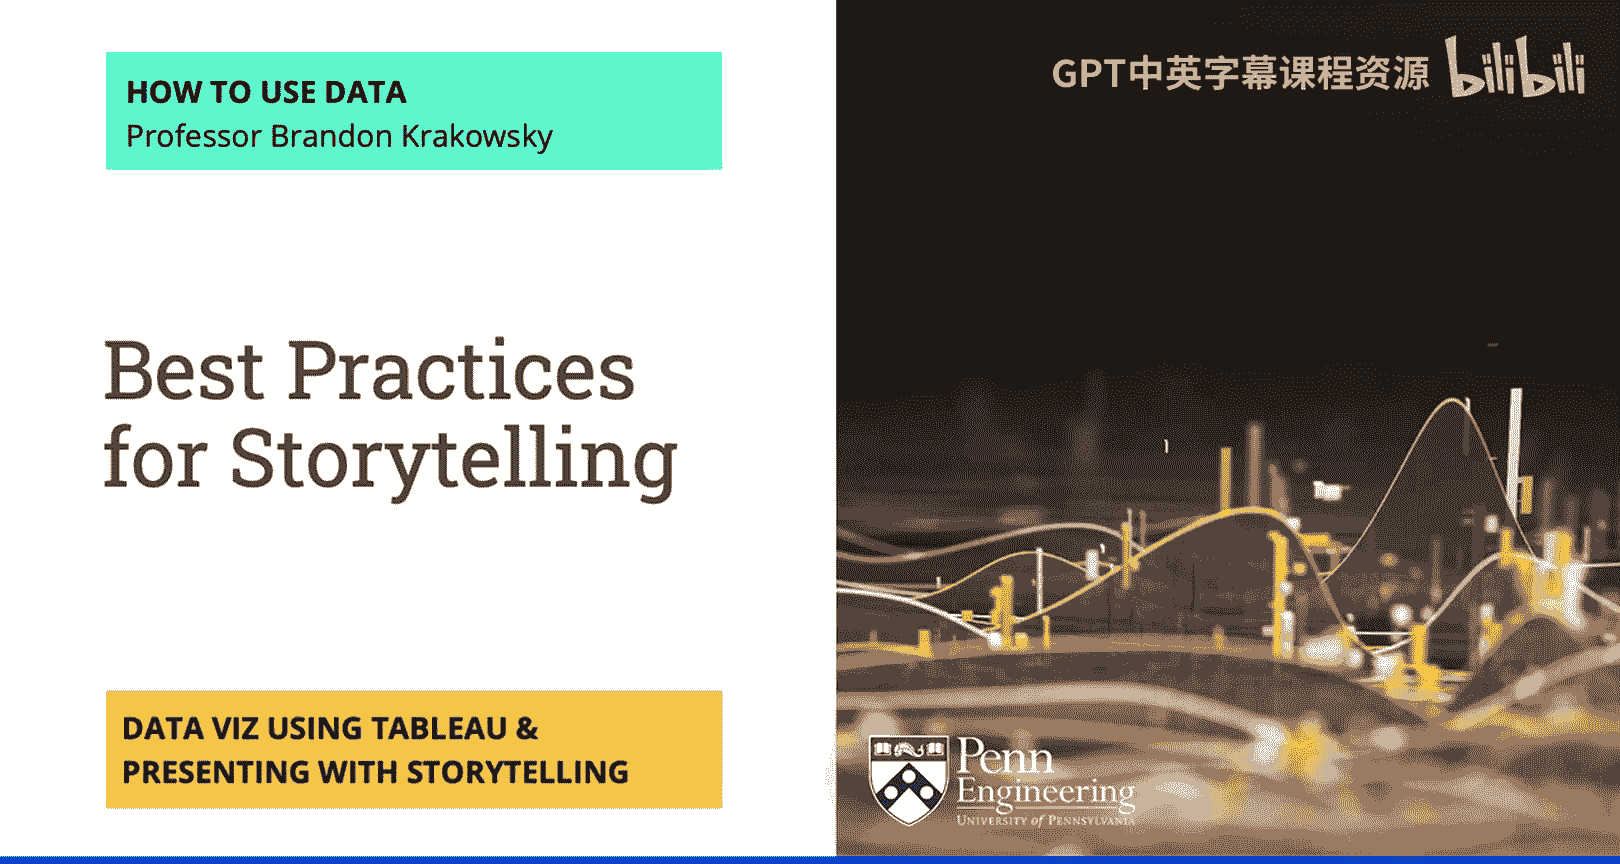 HOW TO USE DATA
Professor Brandon Krakowsky
GPT中英字幕课程资源 bilibili
Best Practices
for Storytelling
DATA VIZ USING TABLEAU &
PRESENTING WITH STORYTELLING
Penn
Engineering
UNIVERSITY of PENNSYLVANIA